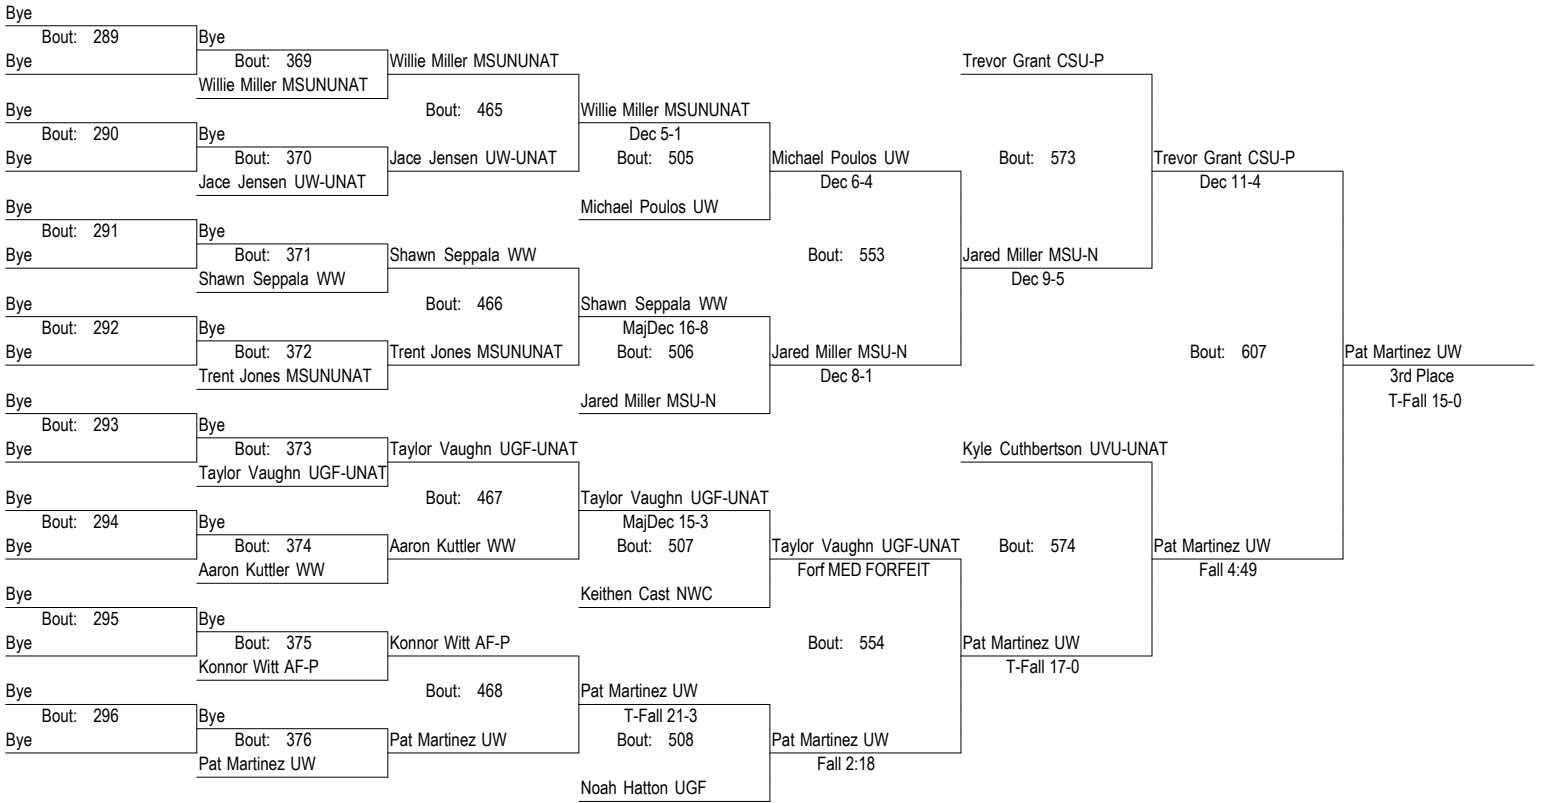 Bye
Bout: 289 Bye
Bye Bout: 369 Willie Miller MSUNUNAT Trevor Grant CSU-P
Willie Miller MSUNUNAT
Bye Bout: 465 Willie Miller MSUNUNAT
Bout: 290 Bye Dec 5-1
Bye Bout: 370 Jace Jensen UW-UNAT Bout: 505 Michael Poulos UW Bout: 573 Trevor Grant CSU-P
Jace Jensen UW-UNAT Dec 6-4 Dec 11-4
Bye Michael Poulos UW
Bout: 291 Bye
Bye Bout: 371 Shawn Seppala WW Bout: 553 Jared Miller MSU-N
Shawn Seppala WW Dec 9-5
Bye Bout: 466 Shawn Seppala WW
Bout: 292 Bye MajDec 16-8
Bye Bout: 372 Trent Jones MSUNUNAT Bout: 506 Jared Miller MSU-N Bout: 607 Pat Martinez UW
Trent Jones MSUNUNAT Dec 8-1 3rd Place
Bye Jared Miller MSU-N T-Fall 15-0
Bout: 293 Bye
Bye Bout: 373 Taylor Vaughn UGF-UNAT Kyle Cuthbertson UVU-UNAT
Taylor Vaughn UGF-UNAT
Bye Bout: 467 Taylor Vaughn UGF-UNAT
Bout: 294 Bye MajDec 15-3
Bye Bout: 374 Aaron Kuttler WW Bout: 507 Taylor Vaughn UGF-UNAT Bout: 574 Pat Martinez UW
Aaron Kuttler WW Forf MED FORFEIT Fall 4:49
Bye Keithen Cast NWC
Bout: 295 Bye
Bye Bout: 375 Konnor Witt AF-P Bout: 554 Pat Martinez UW
Konnor Witt AF-P T-Fall 17-0
Bye Bout: 468 Pat Martinez UW
Bout: 296 Bye T-Fall 21-3
Bye Bout: 376 Pat Martinez UW Bout: 508 Pat Martinez UW
Pat Martinez UW Fall 2:18
Noah Hatton UGF